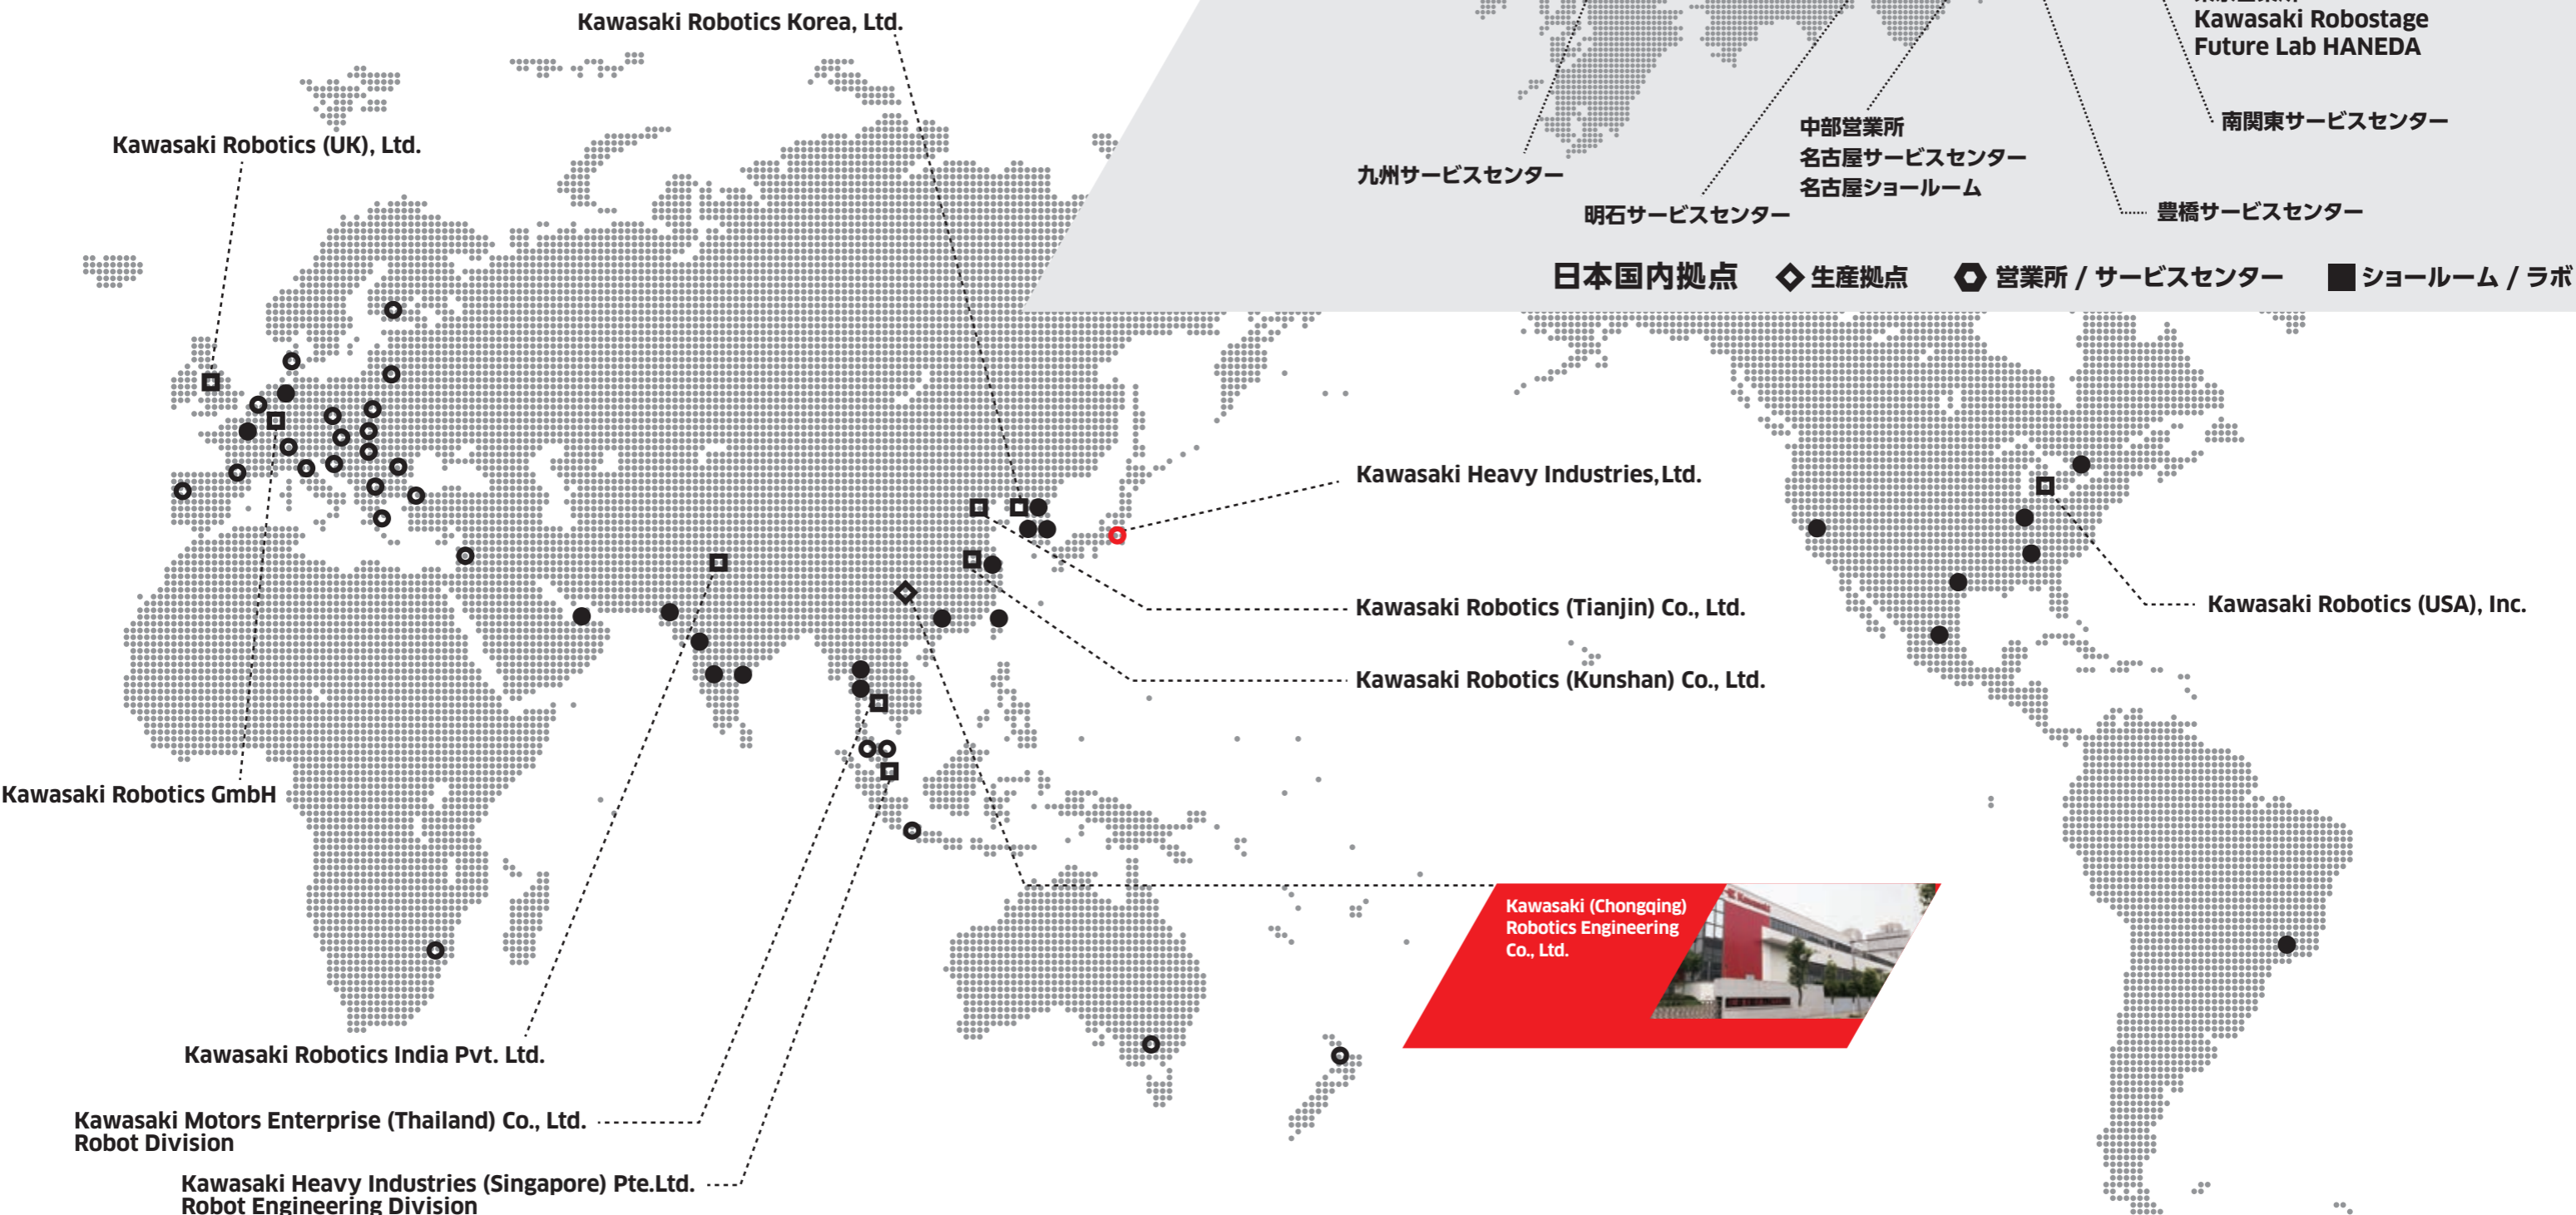 Kawasaki Robotics Korea, Ltd.
Kawasaki Robostage
Future Lab HANEDA
南関東サービスセンター
中部営業所
名古屋サービスセンター
名古屋ショールーム
九州サービスセンター
明石サービスセンター
豊橋サービスセンター
日本国内拠点 生産拠点 営業所 / サービスセンター ショールーム / ラボ
Kawasaki Robotics (UK), Ltd.
Kawasaki Heavy Industries,Ltd.
Kawasaki Robotics (Tianjin) Co., Ltd.
Kawasaki Robotics (USA), Inc.
Kawasaki Robotics (Kunshan) Co., Ltd.
Kawasaki Robotics GmbH
Kawasaki (Chongqing)
Robotics Engineering
Co., Ltd.
Kawasaki
Kawasaki Robotics India Pvt. Ltd.
Kawasaki Motors Enterprise (Thailand) Co., Ltd.
Robot Division
Kawasaki Heavy Industries (Singapore) Pte.Ltd.
Robot Engineering Division